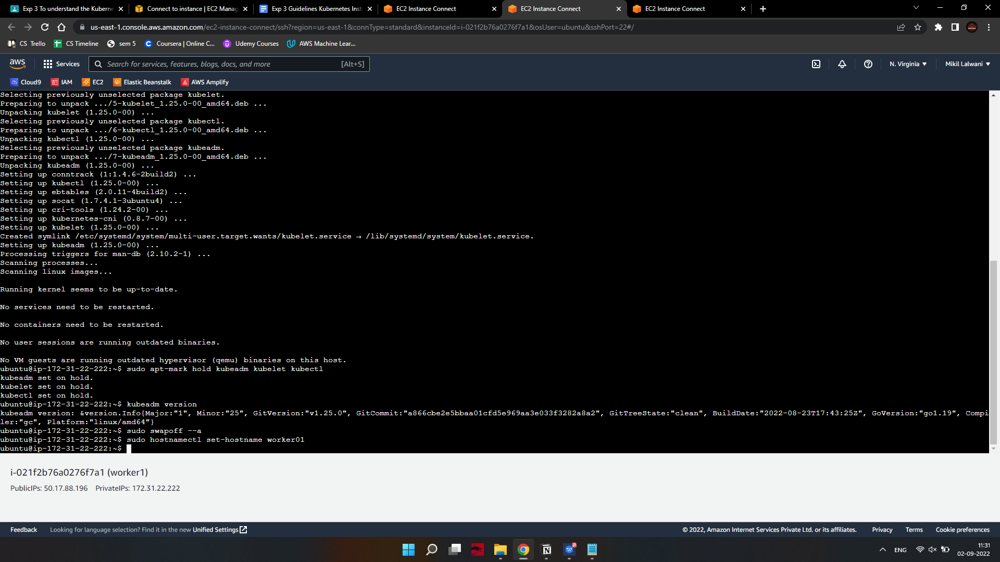 Exp 3 To understand the Kuberne
Connect to instance | EC2 Manag
Exp 3 Guidelines Kubernetes Inst
EC2 Instance Connect
EC2 Instance Connect
EC2 Instance Connect
us-east-1.console.aws.amazon.com/ec2-instance-connect/ssh?region=us-east-1&connType=standard&instanceId=i-021f2b76a0276f7a1&osUser=ubuntu&sshPort=22#/
CS Trello
CS Timeline
sem 5
Coursera | Online C...
Udemy Courses
AWS Machine Lear...
aws
Services
Search for services, features, blogs, docs, and more
[Alt+S]
N. Virginia
Mikil Lalwani
Cloud9
IAM
EC2
Elastic Beanstalk
AWS Amplify
Selecting previously unselected package kubelet.
Preparing to unpack .../5-kubelet_1.25.0-00_amd64.deb ...
Unpacking kubelet (1.25.0-00) ...
Selecting previously unselected package kubectl.
Preparing to unpack .../6-kubectl_1.25.0-00_amd64.deb ...
Unpacking kubectl (1.25.0-00) ...
Selecting previously unselected package kubeadm.
Preparing to unpack .../7-kubeadm_1.25.0-00_amd64.deb ...
Unpacking kubeadm (1.25.0-00) ...
Setting up conntrack (1:1.4.6-2build2) ...
Setting up kubectl (1.25.0-00) ...
Setting up ebtables (2.0.11-4build2) ...
Setting up socat (1.7.4.1-3ubuntu4) ...
Setting up cri-tools (1.24.2-00) ...
Setting up kubernetes-cni (0.8.7-00) ...
Setting up kubelet (1.25.0-00) ...
Created symlink /etc/systemd/system/multi-user.target.wants/kubelet.service → /lib/systemd/system/kubelet.service.
Setting up kubeadm (1.25.0-00) ...
Processing triggers for man-db (2.10.2-1) ...
Scanning processes...
Scanning linux images...
Running kernel seems to be up-to-date.
No services need to be restarted.
No containers need to be restarted.
No user sessions are running outdated binaries.
No VM guests are running outdated hypervisor (qemu) binaries on this host.
ubuntu@ip-172-31-22-222:~$ sudo apt-mark hold kubeadm kubelet kubectl
kubeadm set on hold.
kubelet set on hold.
kubectl set on hold.
ubuntu@ip-172-31-22-222:~$ kubeadm version
kubeadm version: &version.Info{Major:"1", Minor:"25", GitVersion:"v1.25.0", GitCommit:"a866cbe2e5bbaa01cfd5e969aa3e033f3282a8a2", GitTreeState:"clean", BuildDate:"2022-08-23T17:43:25Z", GoVersion:"go1.19", Compi
ler:"gc", Platform:"linux/amd64"}
ubuntu@ip-172-31-22-222:~$ sudo swapoff --a
ubuntu@ip-172-31-22-222:~$ sudo hostnamectl set-hostname worker01
ubuntu@ip-172-31-22-222:~$
i-021f2b76a0276f7a1 (worker1)
PublicIPs: 50.17.88.196 PrivateIPs: 172.31.22.222
Feedback
Looking for language selection? Find it in the new Unified Settings
© 2022, Amazon Internet Services Private Ltd. or its affiliates.
Privacy
Terms
Cookie preferences
ENG
11:31
02-09-2022